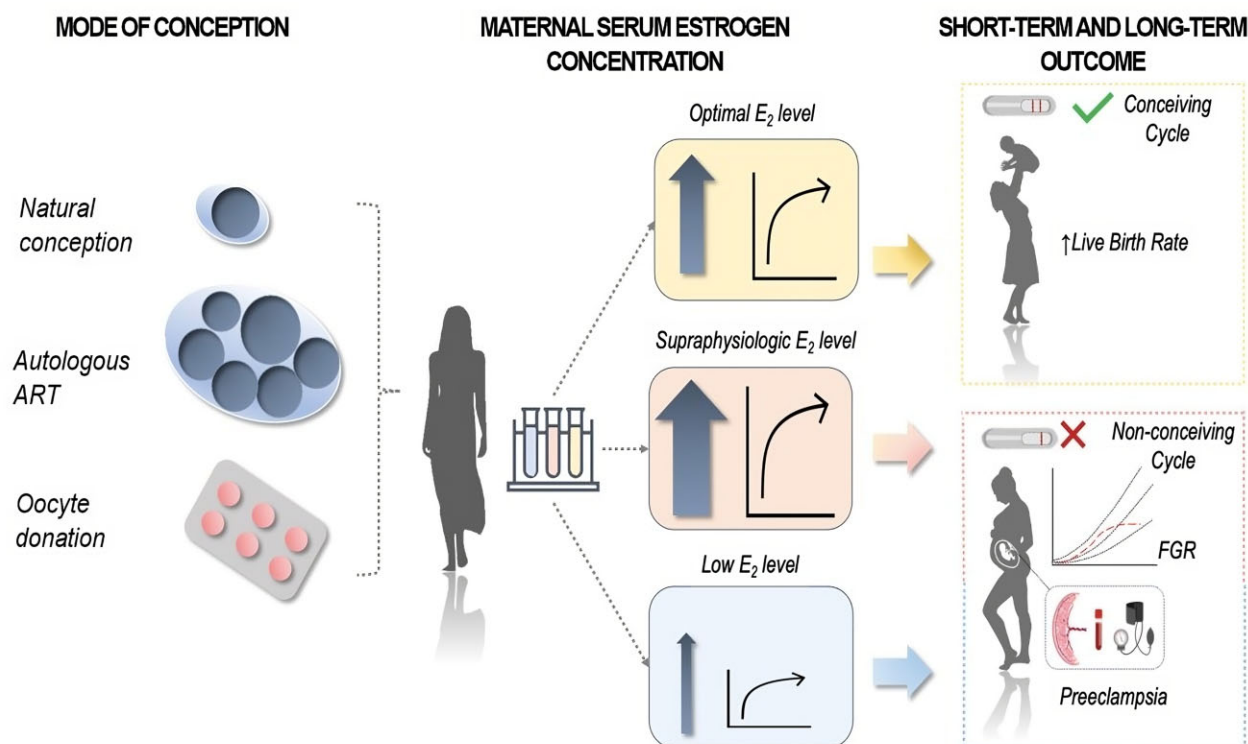 MODE OF CONCEPTION
MATERNAL SERUM ESTROGEN
CONCENTRATION
SHORT-TERM AND LONG-TERM
OUTCOME
Natural
conception
Autologous
ART
Oocyte
donation
Optimal E₂ level
Supraphysiologic E₂ level
Low E₂ level
Conceiving
Cycle
↑Live Birth Rate
Non-conceiving
Cycle
FGR
Preeclampsia